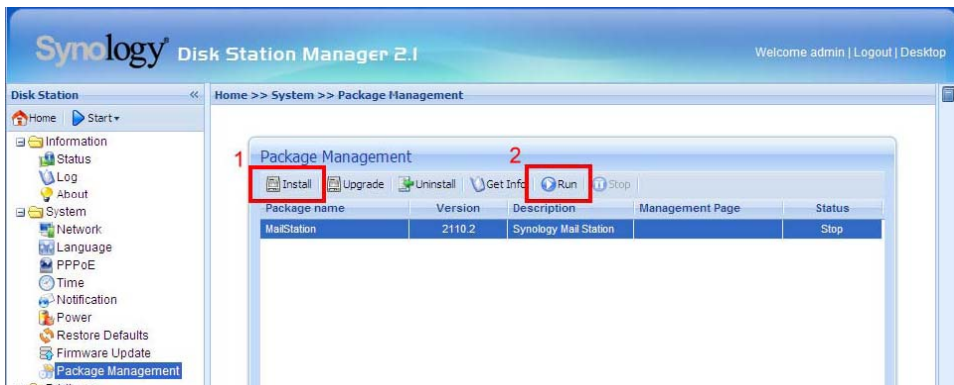 Synology Disk Station Manager 2.1
Welcome admin | Logout | Desktop
Disk Station «
Home >> System >> Package Management
Home Start
Information
Status
Log
About
System
Network
Language
PPPoE
Time
Notification
Power
Restore Defaults
Firmware Update
Package Management
1
2
Package Management
Install Upgrade Uninstall Get Info Run Stop
Package name Version Description Management Page Status
MailStation 2110.2 Synology Mail Station Stop